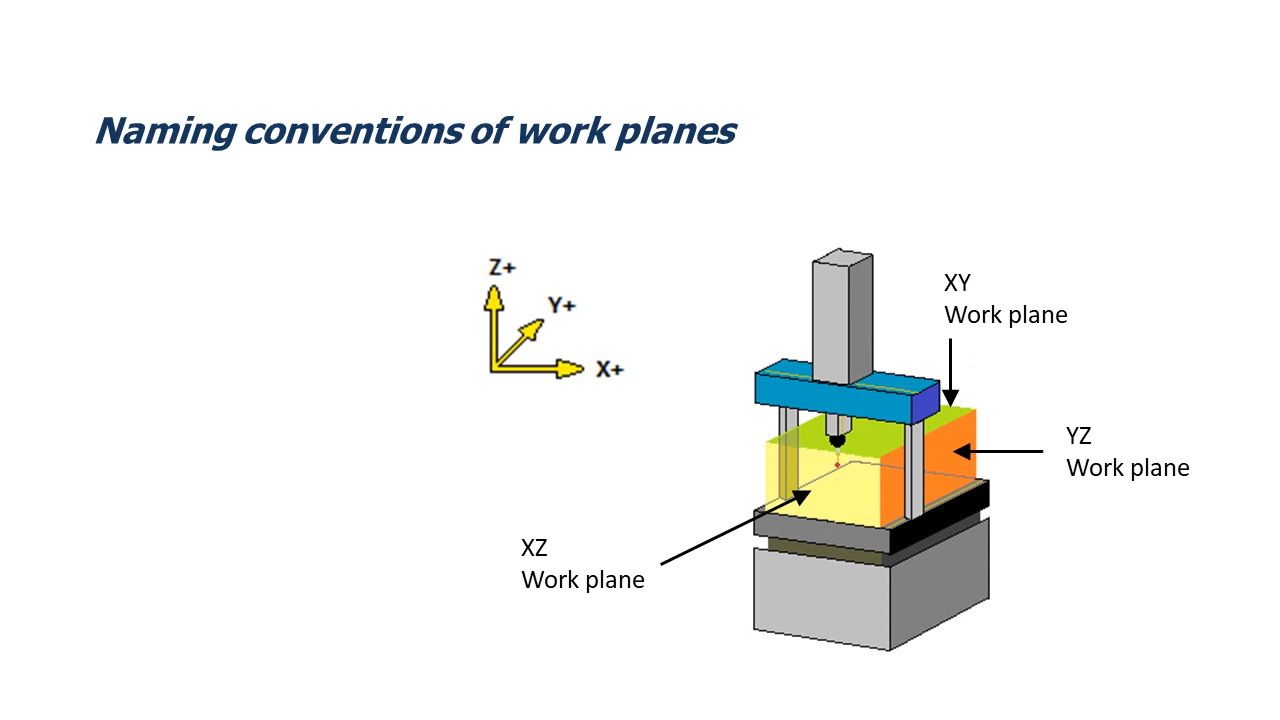 Naming conventions of work planes
Z+
Y+
X+
XY
Work plane
YZ
Work plane
XZ
Work plane